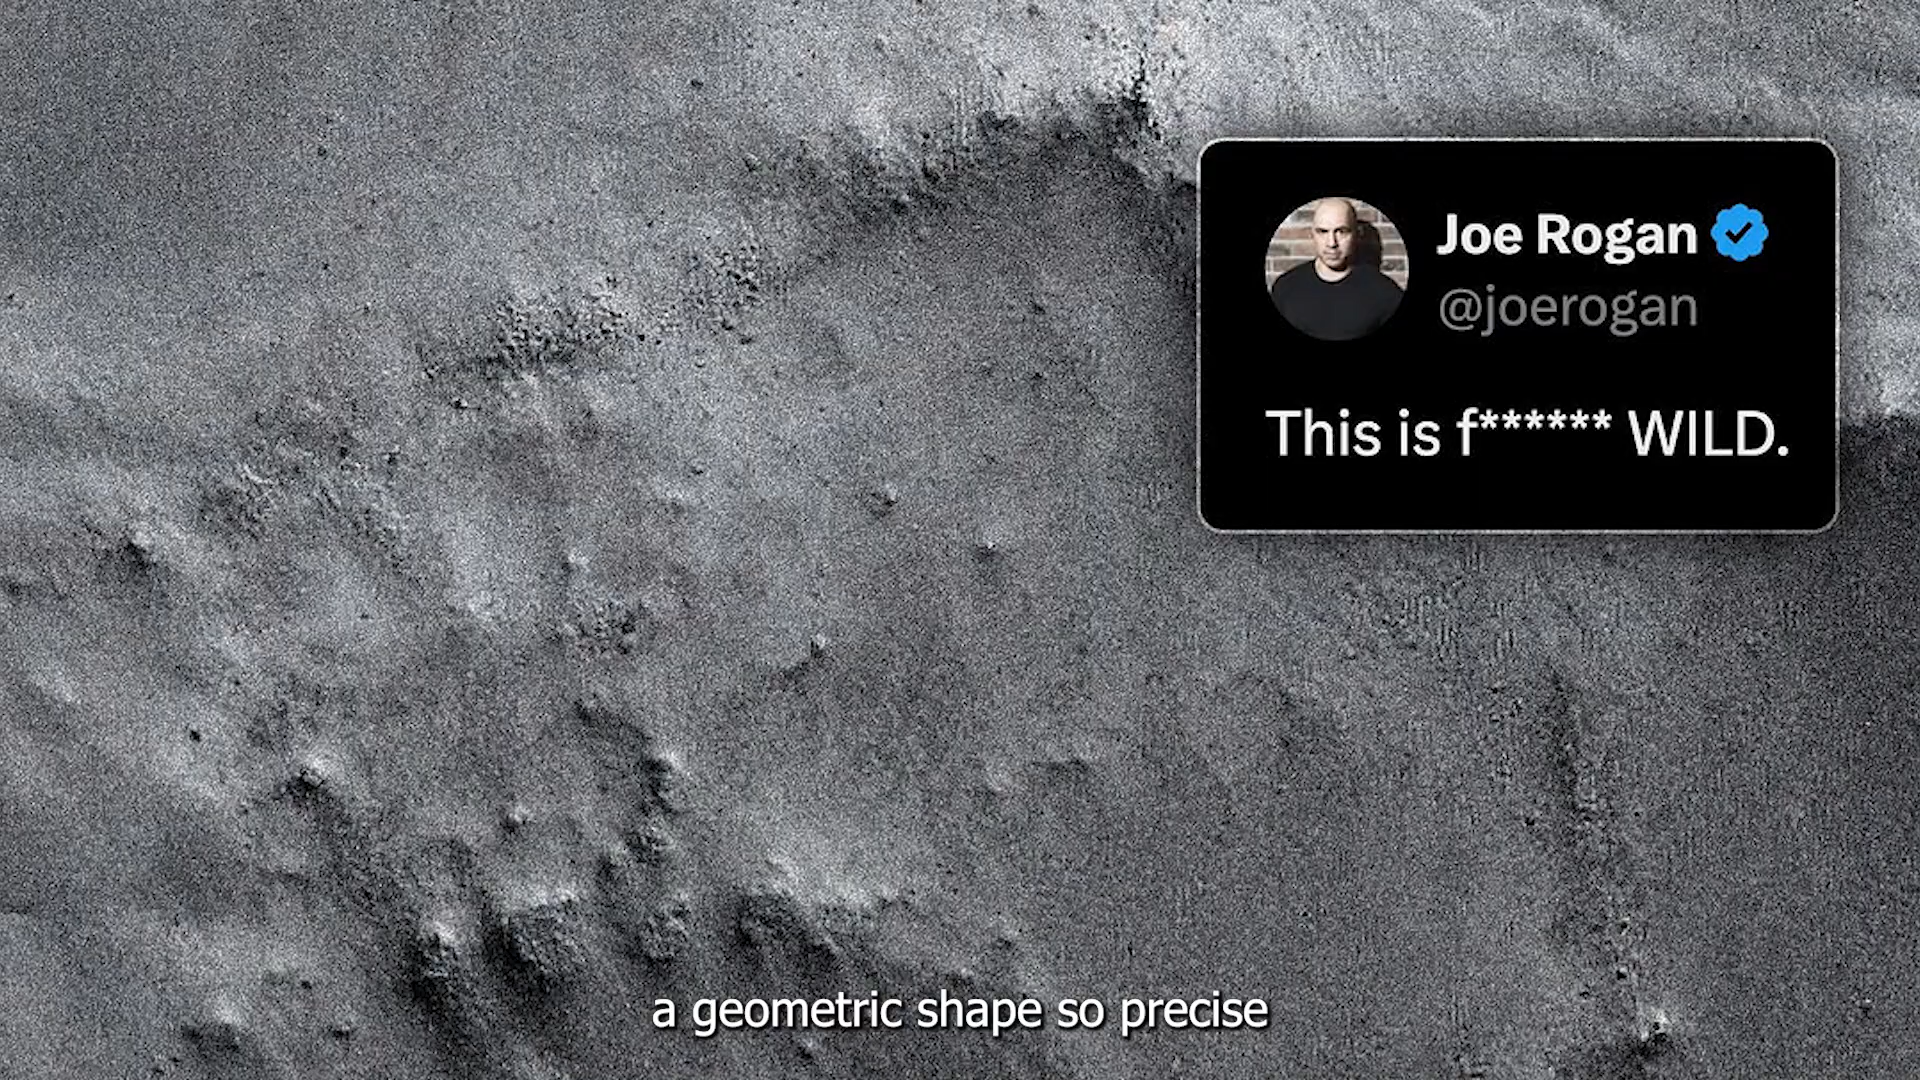 Joe Rogan
@joerogan
This is f****** WILD.
a geometric shape so precise